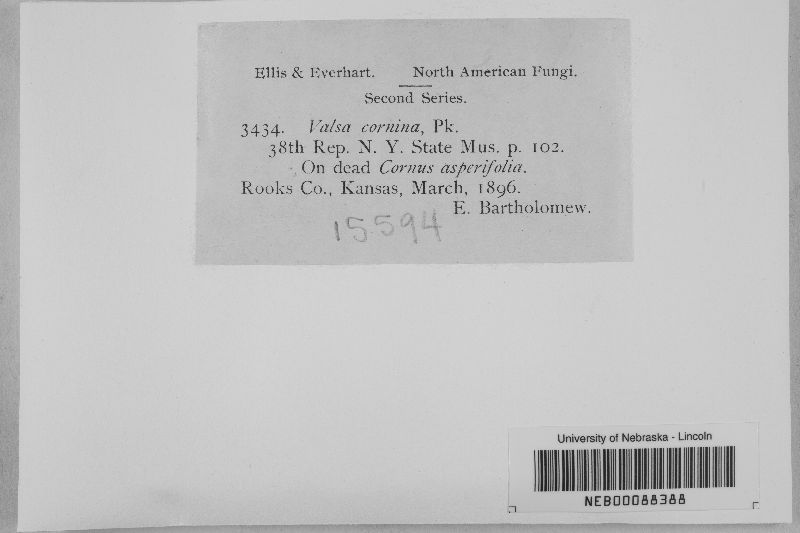 Ellis & Everhart. North American Fungi.
Second Series.
3434. Valsa cornina, Pk.
38th Rep. N. Y. State Mus. p. 102.
On dead Cornus asperifolia.
Rooks Co., Kansas, March, 1896.
E. Bartholomew.
15594
University of Nebraska - Lincoln
NEB00088388